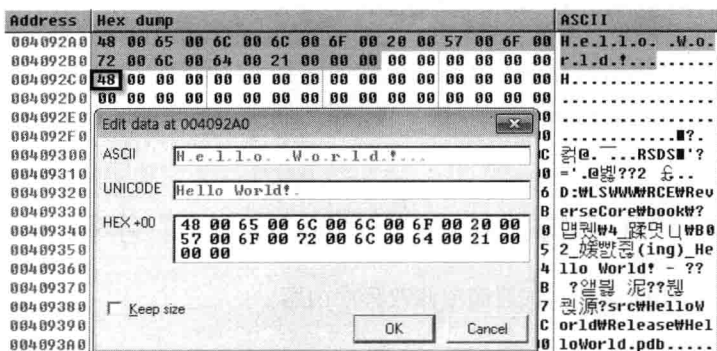 Address Hex dump ASCII
004092A0 48 00 65 00 6C 00 6C 00 6F 00 20 00 57 00 6F 00 H.e.l.l.o. .W.o.
004092B0 72 00 6C 00 64 00 21 00 00 00 00 00 00 00 00 00 r.l.d.!.........
004092C0 48 00 00 00 00 00 00 00 00 00 00 00 00 00 00 00 H...............
004092D0 00 00 00 00 00 00 00 00 00 00 00 00 00 00 00 00 ................
004092E0
Edit data at 004092A0
004092F0
00409300 ASCII H.e.l.l.o. .W.o.r.l.d.!... RSDS
00409310
00409320 UNICODE Hello World!. D:₩LSWWW₩RCE₩Rev
00409330 HEX +00 48 00 65 00 6C 00 6C 00 6F 00 20 00 erseCore₩book₩?
00409340 57 00 6F 00 72 00 6C 00 64 00 21 00
00409350 00 00 (ing)_He
00409360 llo World! - ??
00409370
00409380 Keep size src₩HelloW
00409390 OK Cancel orld₩Release₩Hel
004093A0 loWorld.pdb.....